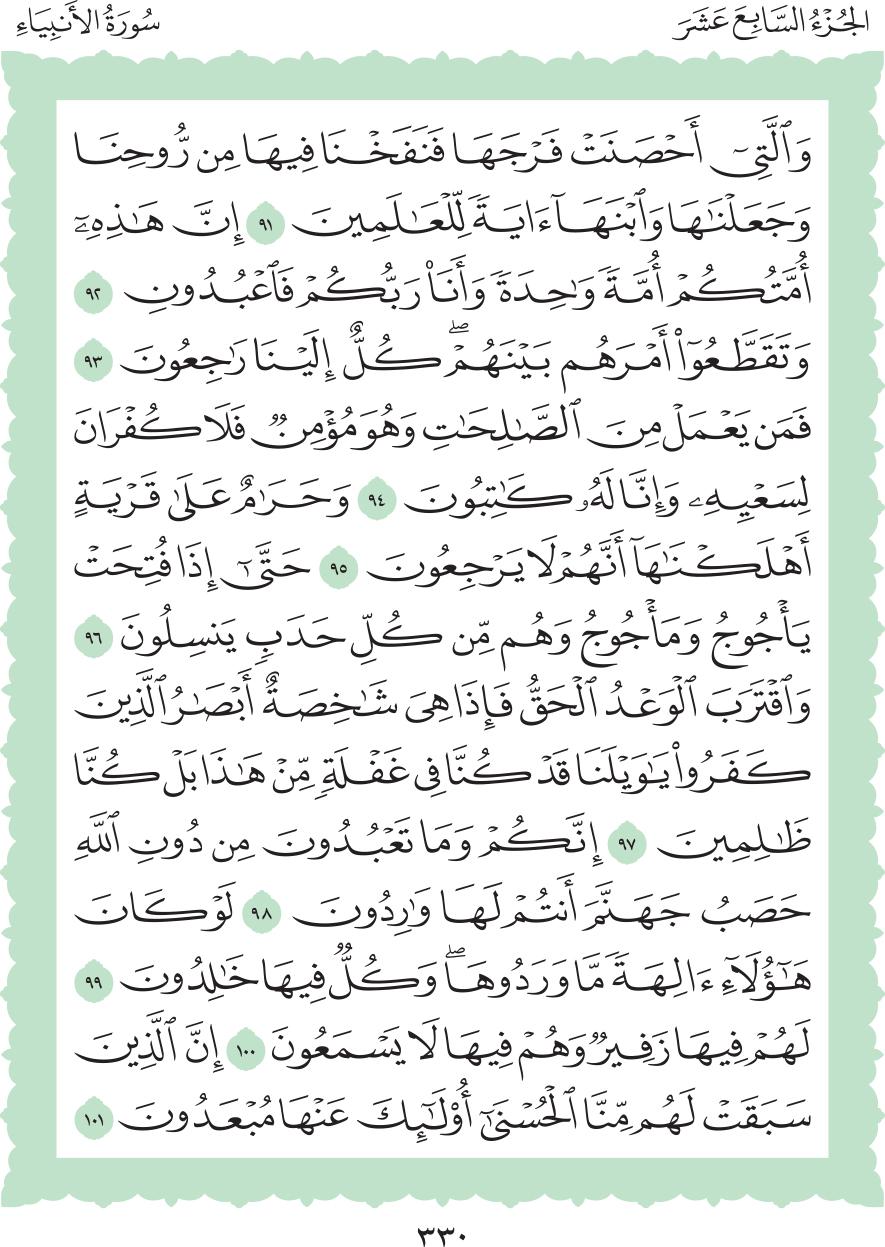 الجُزْءُ السَّابِعَ عَشَرَ
سُورَةُ الأَنبِيَاءِ
وَٱلَّتِىٓ أَحْصَنَتْ فَرْجَهَا فَنَفَخْنَا فِيهَا مِن رُّوحِنَا
وَجَعَلْنَٰهَا وَٱبْنَهَآ ءَايَةً لِّلْعَٰلَمِينَ ٩١ إِنَّ هَٰذِهِۦٓ
أُمَّتُكُمْ أُمَّةً وَٰحِدَةً وَأَنَا۠ رَبُّكُمْ فَٱعْبُدُونِ ٩٢
وَتَقَطَّعُوٓا۟ أَمْرَهُم بَيْنَهُمْ ۖ كُلٌّ إِلَيْنَا رَٰجِعُونَ ٩٣
فَمَن يَعْمَلْ مِنَ ٱلصَّٰلِحَٰتِ وَهُوَ مُؤْمِنٌ فَلَا كُفْرَانَ
لِسَعْيِهِۦ وَإِنَّا لَهُۥ كَٰتِبُونَ ٩٤ وَحَرَٰمٌ عَلَىٰ قَرْيَةٍ
أَهْلَكْنَٰهَآ أَنَّهُمْ لَا يَرْجِعُونَ ٩٥ حَتَّىٰٓ إِذَا فُتِحَتْ
يَأْجُوجُ وَمَأْجُوجُ وَهُم مِّن كُلِّ حَدَبٍ يَنسِلُونَ ٩٦
وَٱقْتَرَبَ ٱلْوَعْدُ ٱلْحَقُّ فَإِذَا هِىَ شَٰخِصَةٌ أَبْصَٰرُ ٱلَّذِينَ
كَفَرُوا۟ يَٰوَيْلَنَا قَدْ كُنَّا فِى غَفْلَةٍ مِّنْ هَٰذَا بَلْ كُنَّا
ظَٰلِمِينَ ٩٧ إِنَّكُمْ وَمَا تَعْبُدُونَ مِن دُونِ ٱللَّهِ
حَصَبُ جَهَنَّمَ أَنتُمْ لَهَا وَٰرِدُونَ ٩٨ لَوْ كَانَ
هَٰٓؤُلَآءِ ءَالِهَةً مَّا وَرَدُوهَا ۖ وَكُلٌّ فِيهَا خَٰلِدُونَ ٩٩
لَهُمْ فِيهَا زَفِيرٌ وَهُمْ فِيهَا لَا يَسْمَعُونَ ١٠٠ إِنَّ ٱلَّذِينَ
سَبَقَتْ لَهُم مِّنَّا ٱلْحُسْنَىٰٓ أُو۟لَٰٓئِكَ عَنْهَا مُبْعَدُونَ ١٠١
٣٣٠